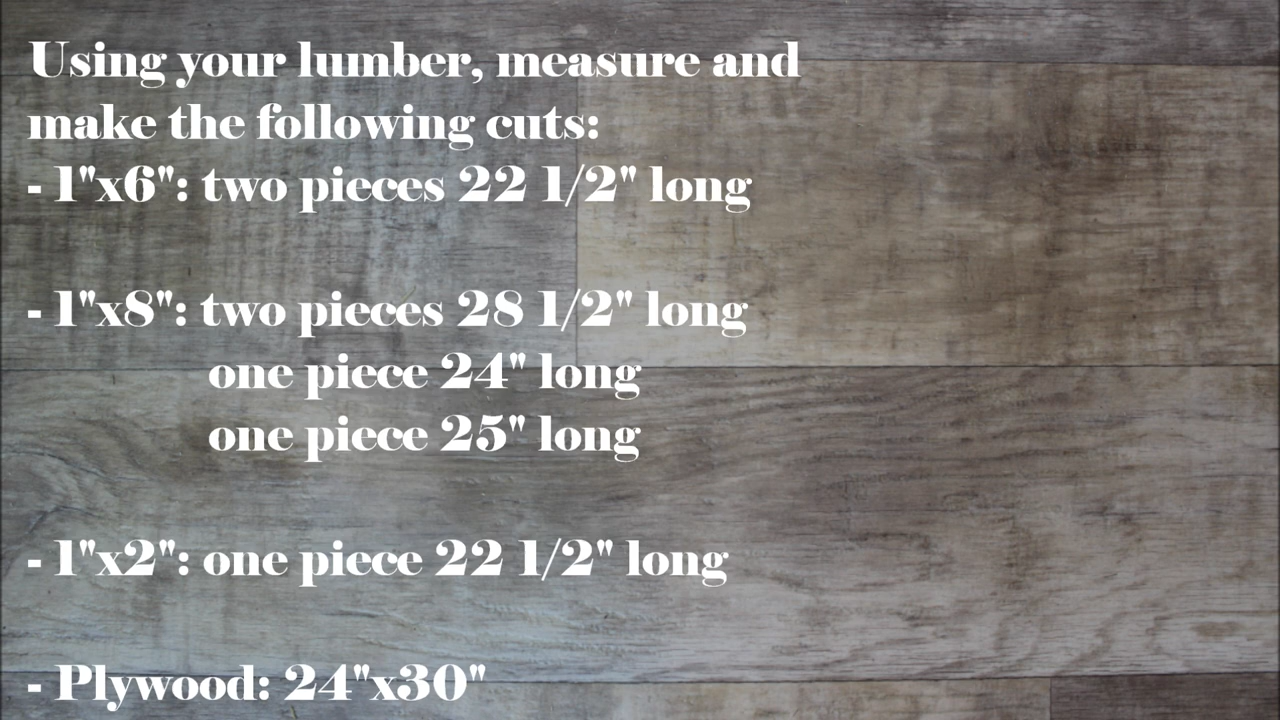 Using your lumber, measure and
make the following cuts:
- 1"x6": two pieces 22 1/2" long
- 1"x8": two pieces 28 1/2" long
one piece 24" long
one piece 25" long
- 1"x2": one piece 22 1/2" long
- Plywood: 24"x30"